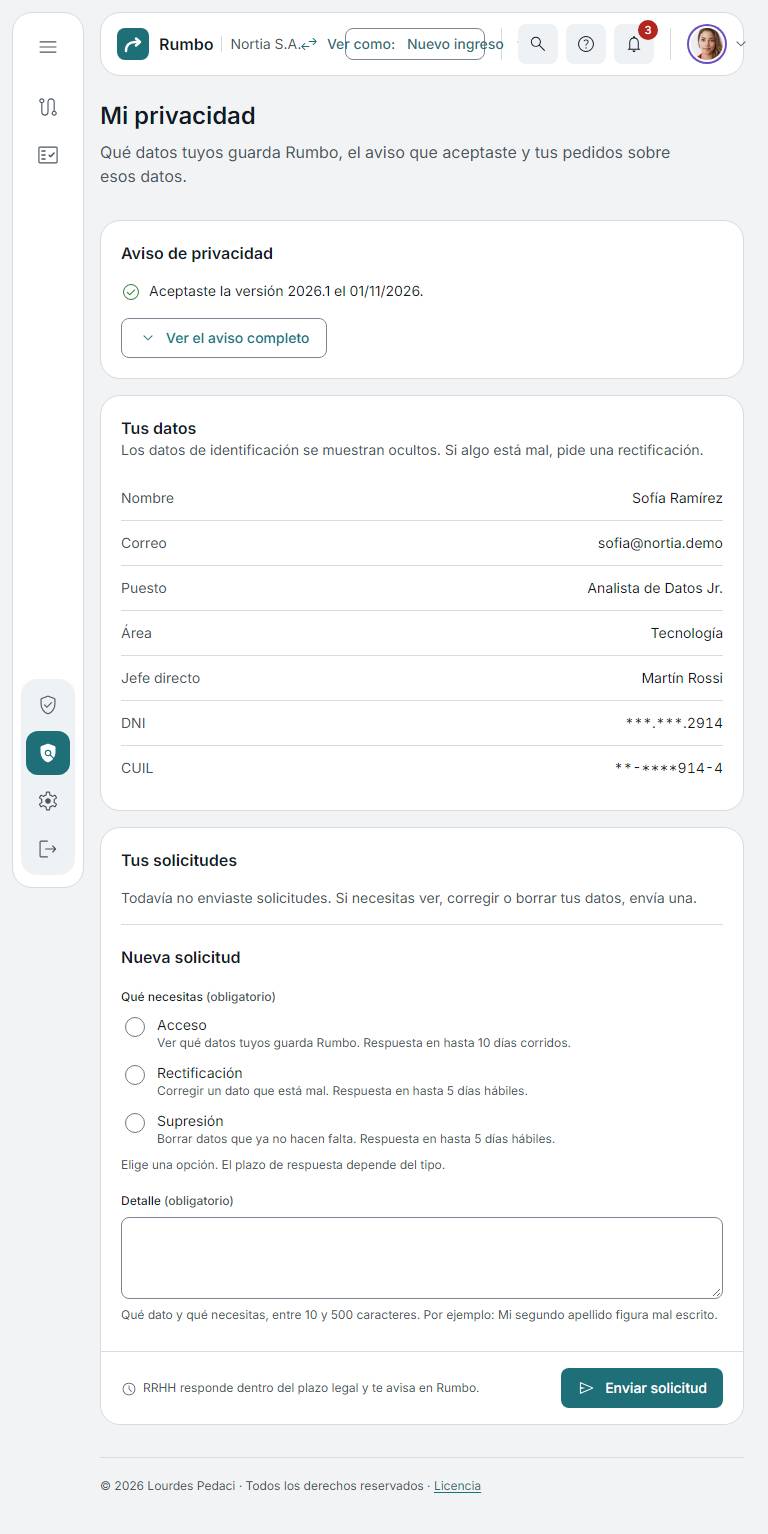 Rumbo
Nortia S.A.
Ver como: Nuevo ingreso
3
Mi privacidad
Qué datos tuyos guarda Rumbo, el aviso que aceptaste y tus pedidos sobre
esos datos.
Aviso de privacidad
Aceptaste la versión 2026.1 el 01/11/2026.
Ver el aviso completo
Tus datos
Los datos de identificación se muestran ocultos. Si algo está mal, pide una rectificación.
Nombre Sofía Ramírez
Correo sofia@nortia.demo
Puesto Analista de Datos Jr.
Área Tecnología
Jefe directo Martín Rossi
DNI ***.***.2914
CUIL **-****914-4
Tus solicitudes
Todavía no enviaste solicitudes. Si necesitas ver, corregir o borrar tus datos, envía una.
Nueva solicitud
Qué necesitas (obligatorio)
Acceso
Ver qué datos tuyos guarda Rumbo. Respuesta en hasta 10 días corridos.
Rectificación
Corregir un dato que está mal. Respuesta en hasta 5 días hábiles.
Supresión
Borrar datos que ya no hacen falta. Respuesta en hasta 5 días hábiles.
Elige una opción. El plazo de respuesta depende del tipo.
Detalle (obligatorio)
Qué dato y qué necesitas, entre 10 y 500 caracteres. Por ejemplo: Mi segundo apellido figura mal escrito.
RRHH responde dentro del plazo legal y te avisa en Rumbo.
Enviar solicitud
© 2026 Lourdes Pedaci · Todos los derechos reservados · Licencia